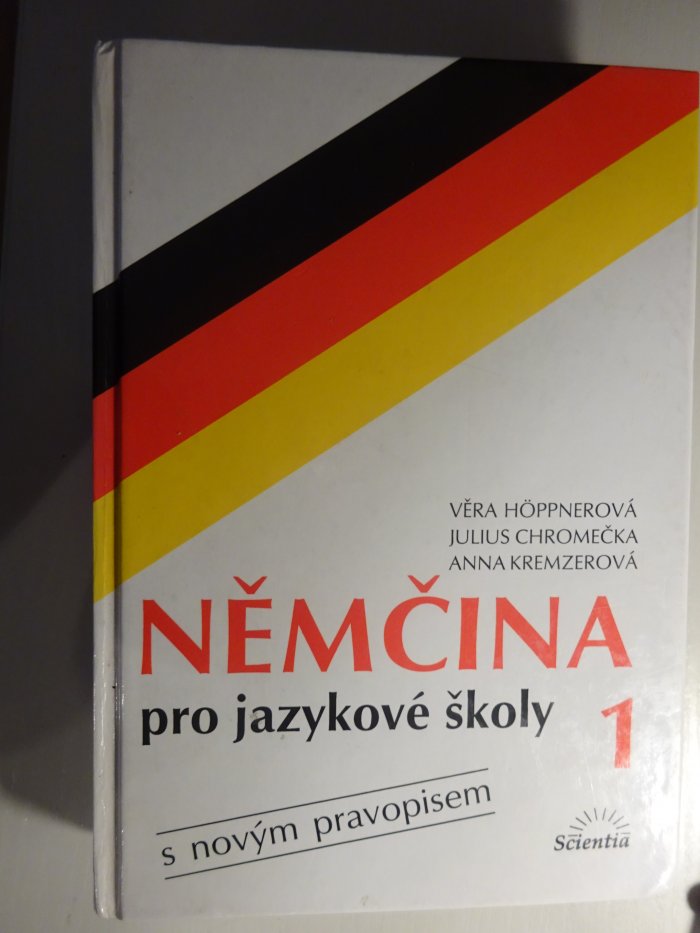 VĚRA HÖPPNEROVÁ
JULIUS CHROMEČKA
ANNA KREMZEROVÁ
NĚMČINA
pro jazykové školy 1
s novým pravopisem
Scientia